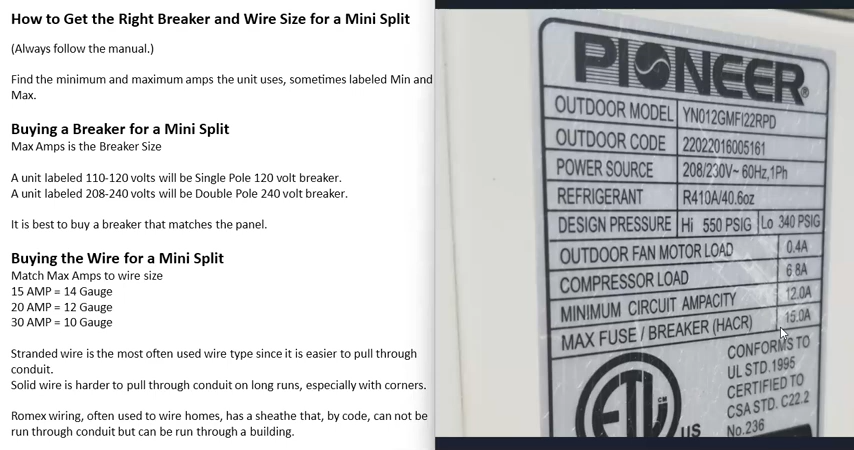 How to Get the Right Breaker and Wire Size for a Mini Split
(Always follow the manual.)
Find the minimum and maximum amps the unit uses, sometimes labeled Min and
Max.
Buying a Breaker for a Mini Split
Max Amps is the Breaker Size
A unit labeled 110-120 volts will be Single Pole 120 volt breaker.
A unit labeled 208-240 volts will be Double Pole 240 volt breaker.
It is best to buy a breaker that matches the panel.
Buying the Wire for a Mini Split
Match Max Amps to wire size
15 AMP = 14 Gauge
20 AMP = 12 Gauge
30 AMP = 10 Gauge
Stranded wire is the most often used wire type since it is easier to pull through
conduit.
Solid wire is harder to pull through conduit on long runs, especially with corners.
Romex wiring, often used to wire homes, has a sheathe that, by code, can not be
run through conduit but can be run through a building.
PIONEER®
OUTDOOR MODEL YN012GMFI22RPD
OUTDOOR CODE 22022016005161
POWER SOURCE 208/230V~ 60Hz,1Ph
REFRIGERANT R410A/40.6oz
DESIGN PRESSURE Hi 550 PSIG Lo 340 PSIG
OUTDOOR FAN MOTOR LOAD 0.4A
COMPRESSOR LOAD 6.8A
MINIMUM CIRCUIT AMPACITY 12.0A
MAX FUSE / BREAKER (HACR) 15.0A
ETL CM
US
CONFORMS TO
UL STD.1995
CERTIFIED TO
CSA STD. C22.2
No.236